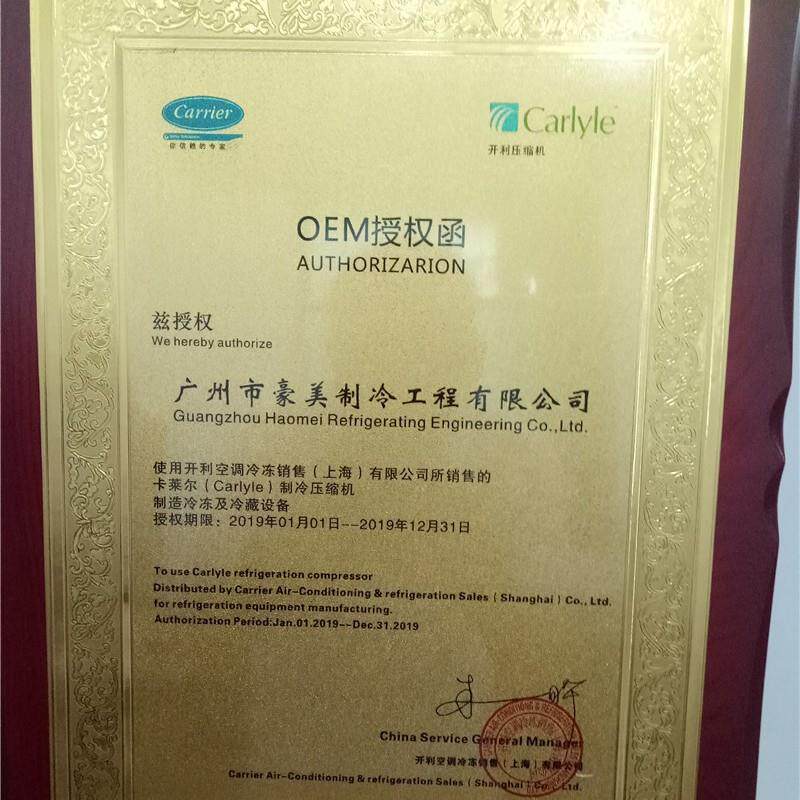 Carrier
你信赖的专家
Carlyle
开利压缩机
OEM授权函
AUTHORIZARION
兹授权
We hereby authorize
广州市豪美制冷工程有限公司
Guangzhou Haomei Refrigerating Engineering Co.,Ltd.
使用开利空调冷冻销售（上海）有限公司所销售的
卡莱尔（Carlyle）制冷压缩机
制造冷冻及冷藏设备
授权期限：2019年01月01日--2019年12月31日
To use Carlyle refrigeration compressor
Distributed by Carrier Air-Conditioning & refrigeration Sales (Shanghai) Co., Ltd.
for refrigeration equipment manufacturing.
Authorization Period:Jan.01.2019--Dec.31.2019
China Service General Manager
开利空调冷冻销售（上海）有限公司
Carrier Air-Conditioning & refrigeration Sales (Shanghai) Co., Ltd.